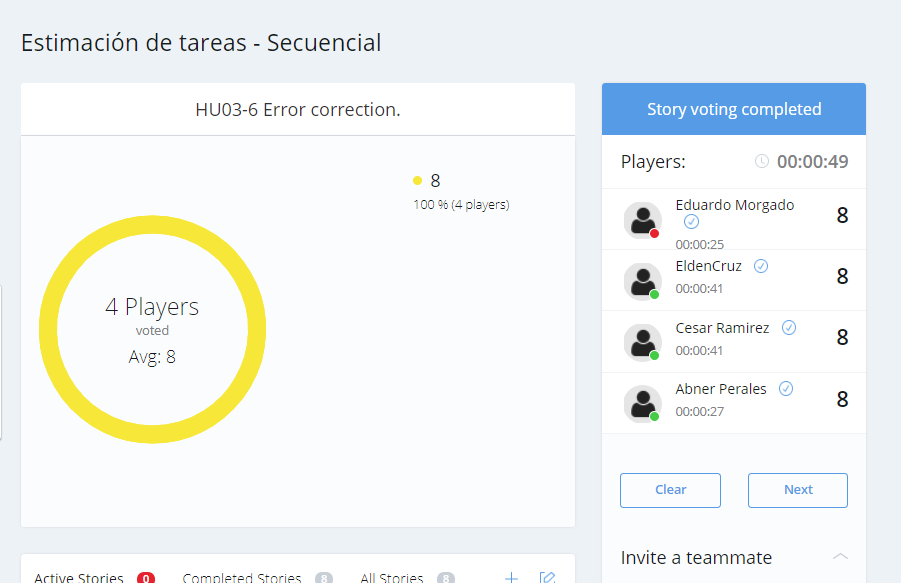 Estimación de tareas - Secuencial
HU03-6 Error correction.
8
100 % (4 players)
4 Players
voted
Avg: 8
Story voting completed
Players:
00:00:49
Eduardo Morgado
8
00:00:25
EldenCruz
8
00:00:41
Cesar Ramirez
8
00:00:41
Abner Perales
8
00:00:27
Clear
Next
Invite a teammate
Active Stories 0 Completed Stories 8 All Stories 8